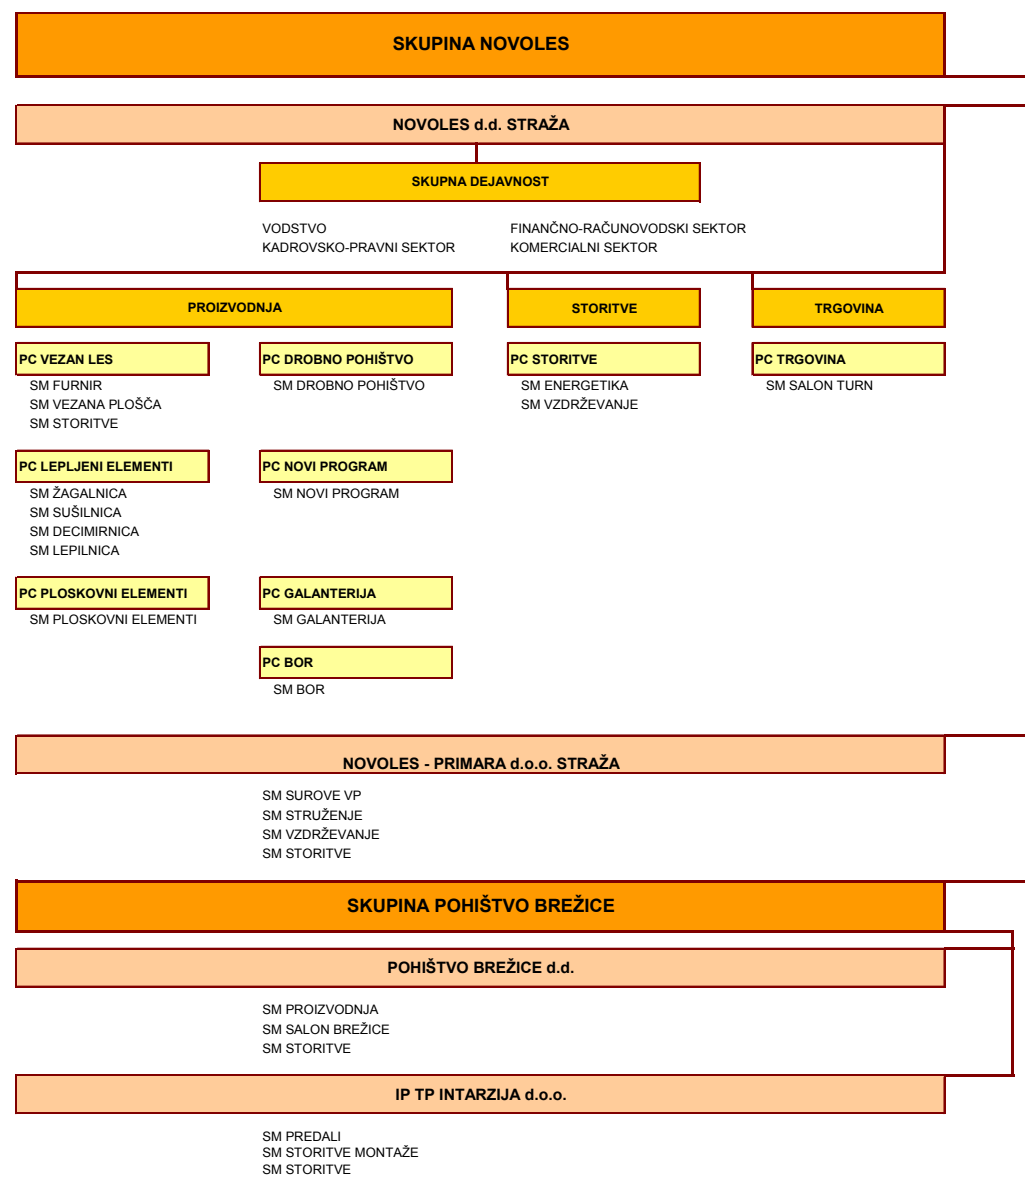 SKUPINA NOVOLES
NOVOLES d.d. STRAŽA
SKUPNA DEJAVNOST
VODSTVO
KADROVSKO-PRAVNI SEKTOR
FINANČNO-RAČUNOVODSKI SEKTOR
KOMERCIALNI SEKTOR
PROIZVODNJA
PC VEZAN LES
SM FURNIR
SM VEZANA PLOŠČA
SM STORITVE
PC LEPLJENI ELEMENTI
SM ŽAGALNICA
SM SUŠILNICA
SM DECIMIRNICA
SM LEPILNICA
PC PLOSKOVNI ELEMENTI
SM PLOSKOVNI ELEMENTI
PC DROBNO POHIŠTVO
SM DROBNO POHIŠTVO
PC NOVI PROGRAM
SM NOVI PROGRAM
PC GALANTERIJA
SM GALANTERIJA
PC BOR
SM BOR
STORITVE
PC STORITVE
SM ENERGETIKA
SM VZDRŽEVANJE
TRGOVINA
PC TRGOVINA
SM SALON TURN
NOVOLES - PRIMARA d.o.o. STRAŽA
SM SUROVE VP
SM STRUŽENJE
SM VZDRŽEVANJE
SM STORITVE
SKUPINA POHIŠTVO BREŽICE
POHIŠTVO BREŽICE d.d.
SM PROIZVODNJA
SM SALON BREŽICE
SM STORITVE
IP TP INTARZIJA d.o.o.
SM PREDALI
SM STORITVE MONTAŽE
SM STORITVE